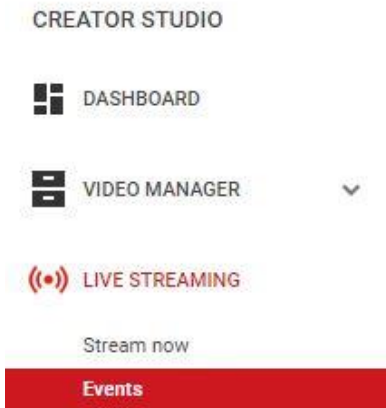 CREATOR STUDIO
DASHBOARD
VIDEO MANAGER
LIVE STREAMING
Stream now
Events